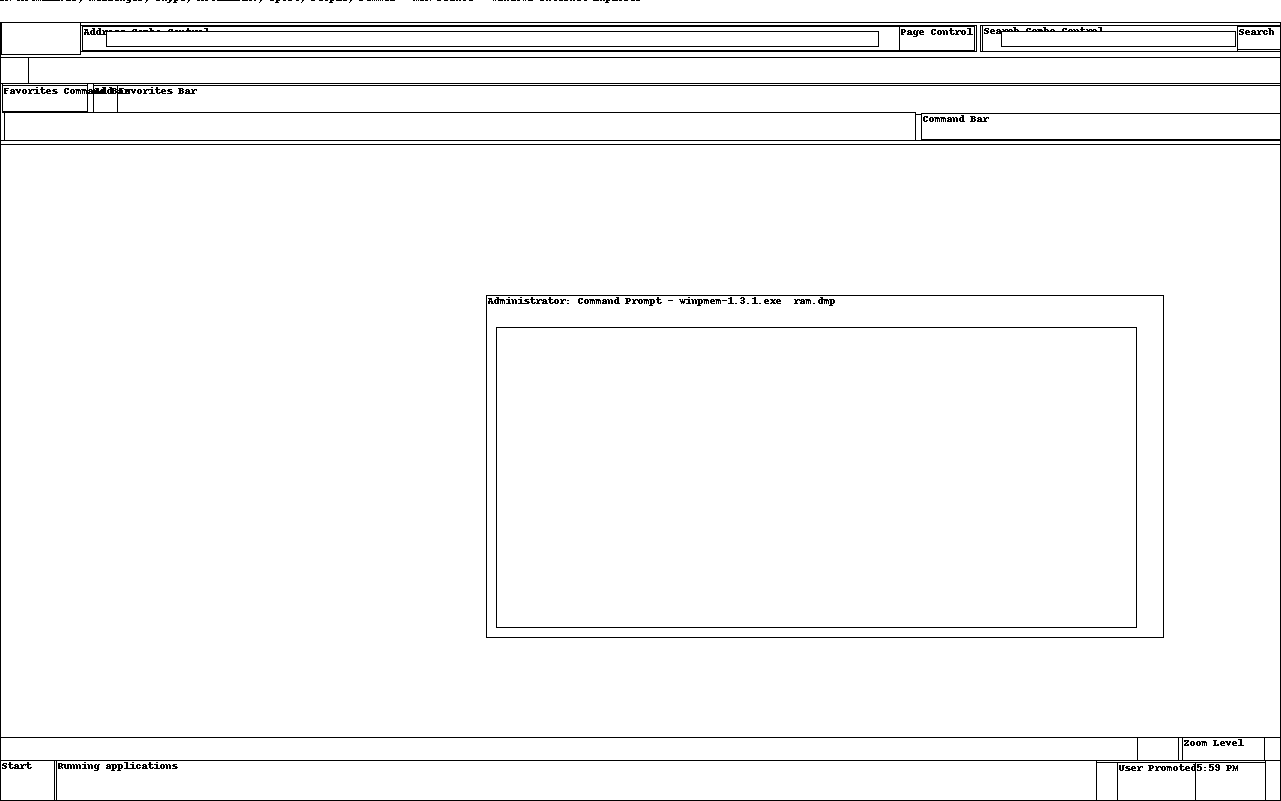 Address Combo Control
Page Control
Search Combo Control
Search
Favorites Command Bar
Add
Favorites Bar
Command Bar
Administrator: Command Prompt - winpmem-1.3.1.exe  ram.dmp
Zoom Level
Start
Running applications
User Promoted
5:59 PM